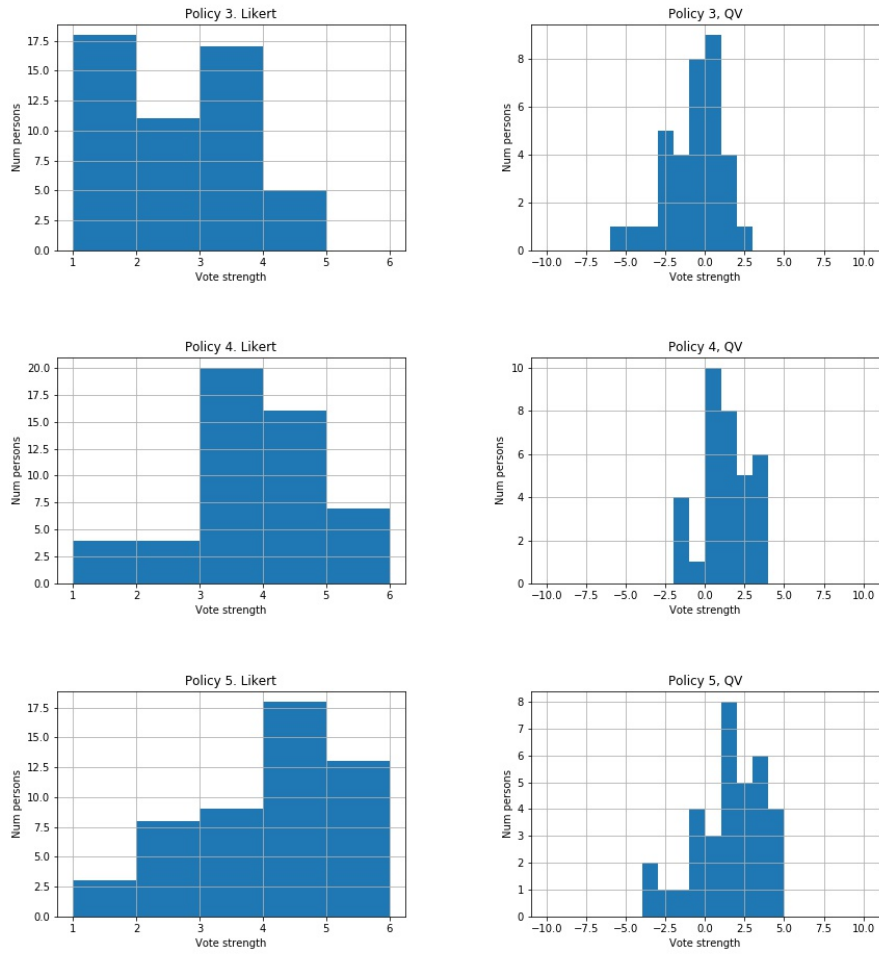 Policy 3. Likert
Num persons
17.5
15.0
12.5
10.0
7.5
5.0
2.5
0.0
1 2 3 4 5 6
Vote strength
Policy 3, QV
Num persons
8
6
4
2
0
−10.0 −7.5 −5.0 −2.5 0.0 2.5 5.0 7.5 10.0
Vote strength
Policy 4. Likert
Num persons
20.0
17.5
15.0
12.5
10.0
7.5
5.0
2.5
0.0
1 2 3 4 5 6
Vote strength
Policy 4, QV
Num persons
10
8
6
4
2
0
−10.0 −7.5 −5.0 −2.5 0.0 2.5 5.0 7.5 10.0
Vote strength
Policy 5. Likert
Num persons
17.5
15.0
12.5
10.0
7.5
5.0
2.5
0.0
1 2 3 4 5 6
Vote strength
Policy 5, QV
Num persons
8
7
6
5
4
3
2
1
0
−10.0 −7.5 −5.0 −2.5 0.0 2.5 5.0 7.5 10.0
Vote strength